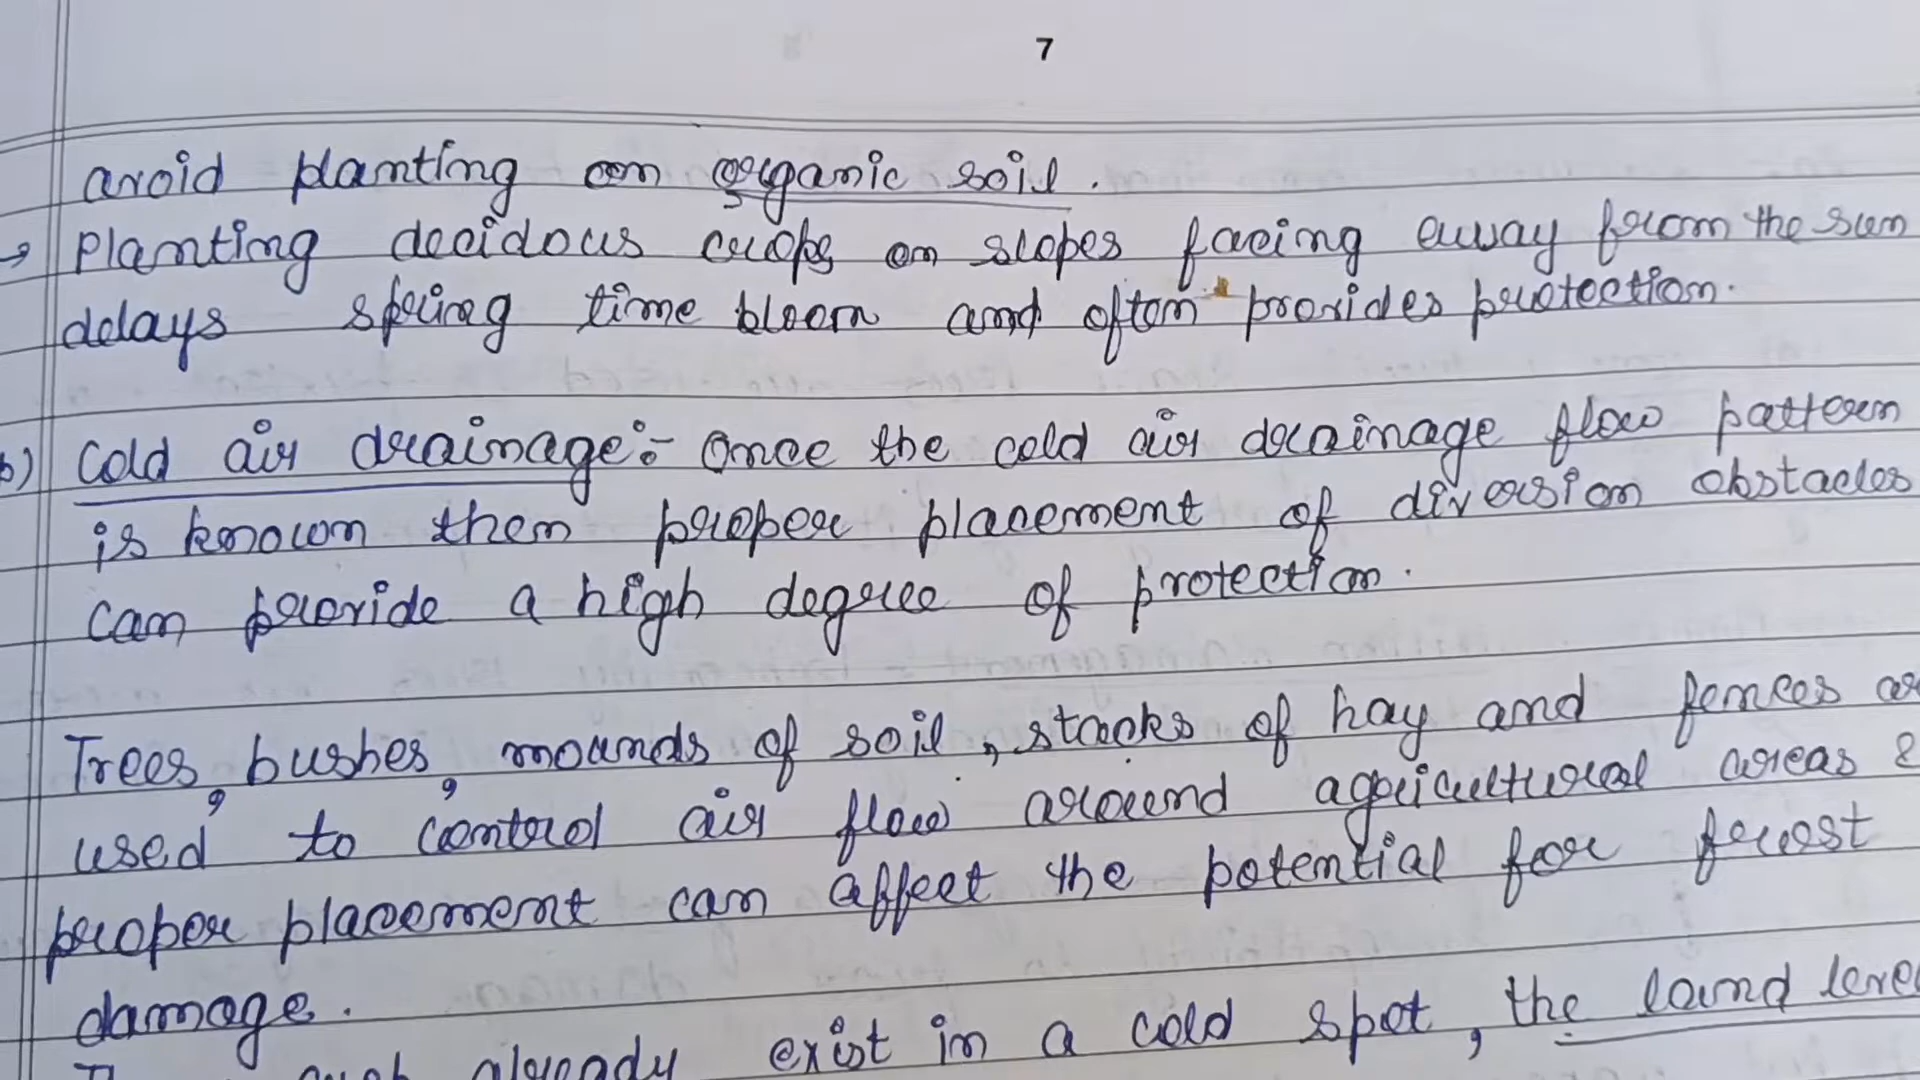 7
avoid planting on organic soil.
→ Planting decidous crops on slopes facing away from the sun
delays spring time bloom and often provides protection.
b) Cold air drainage:- Once the cold air drainage flow pattern
is known then proper placement of diversion obstacles
can provide a high degree of protection.
Trees, bushes, mounds of soil, stacks of hay and fences
used to control air flow around agricultural areas &
proper placement can affect the potential for frost
damage.
already exist in a cold spot, the land